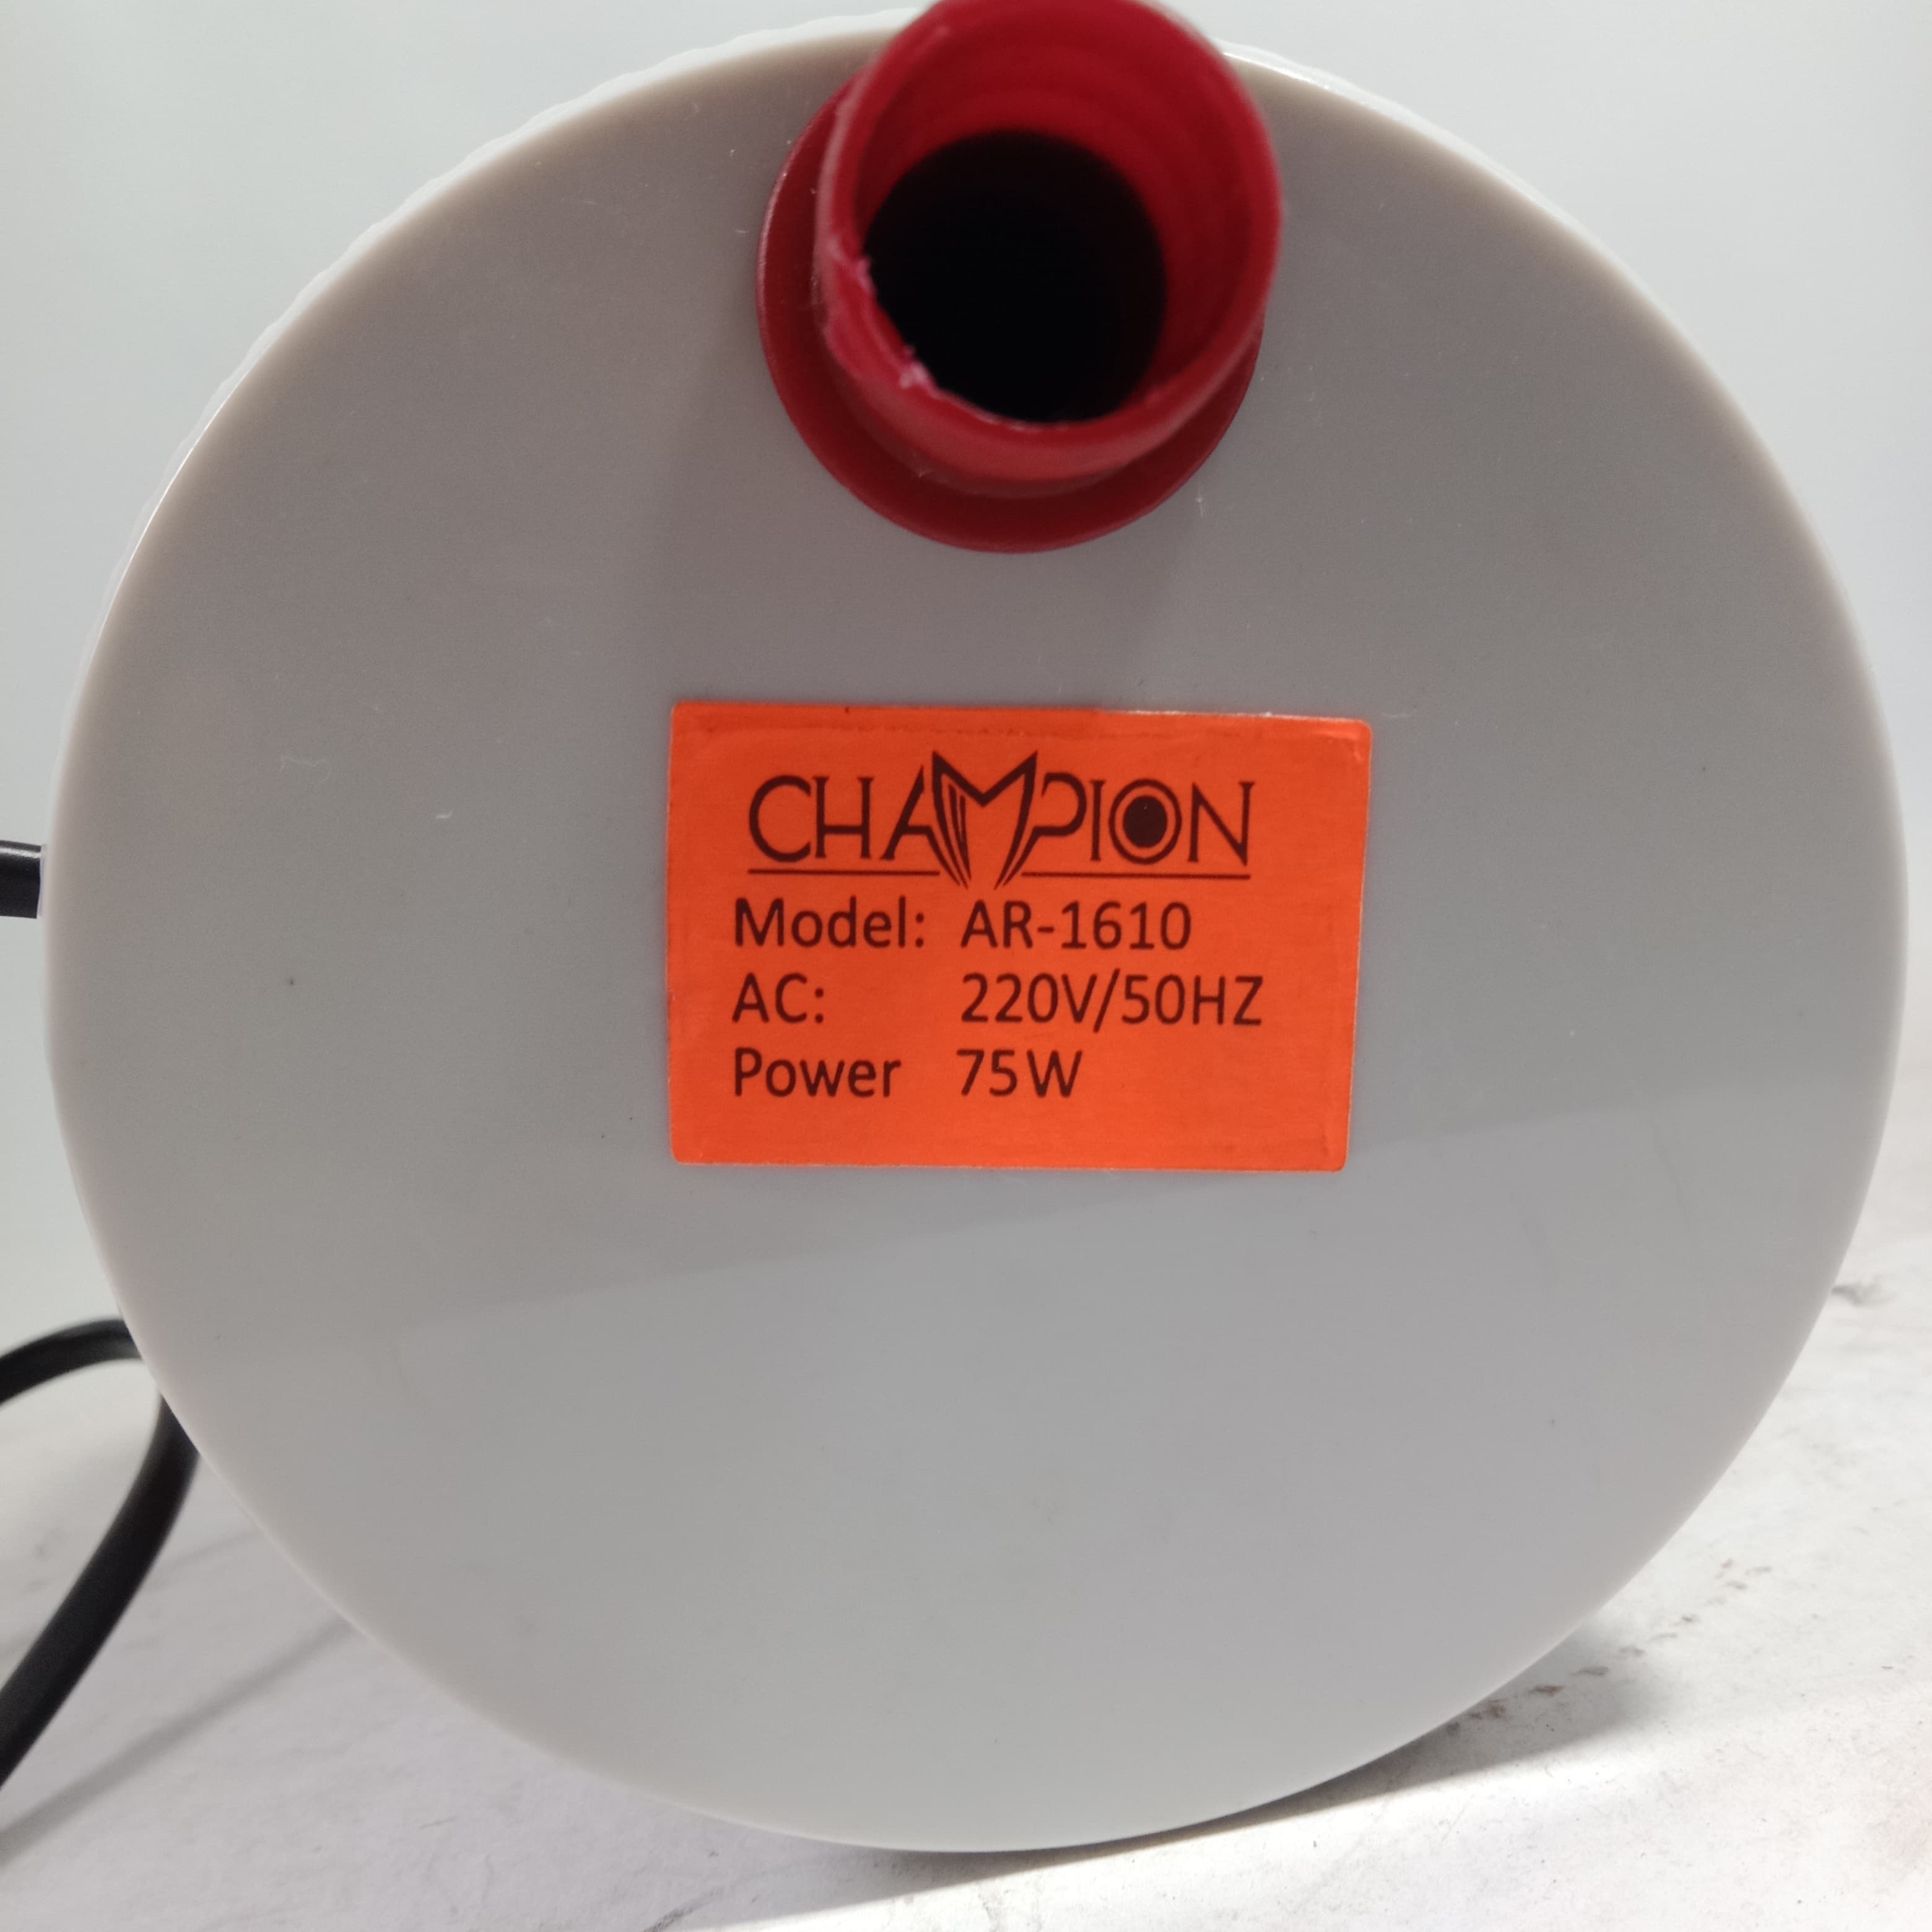 CHAMPION
Model: AR-1610
AC: 220V/50HZ
Power 75W